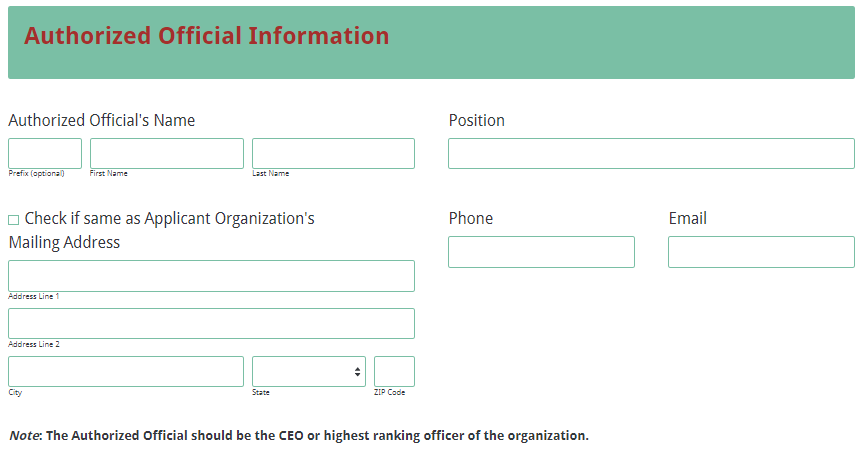 Authorized Official Information
Authorized Official's Name
Position
Prefix (optional)
First Name
Last Name
Check if same as Applicant Organization's
Mailing Address
Phone
Email
Address Line 1
Address Line 2
City
State
ZIP Code
Note: The Authorized Official should be the CEO or highest ranking officer of the organization.